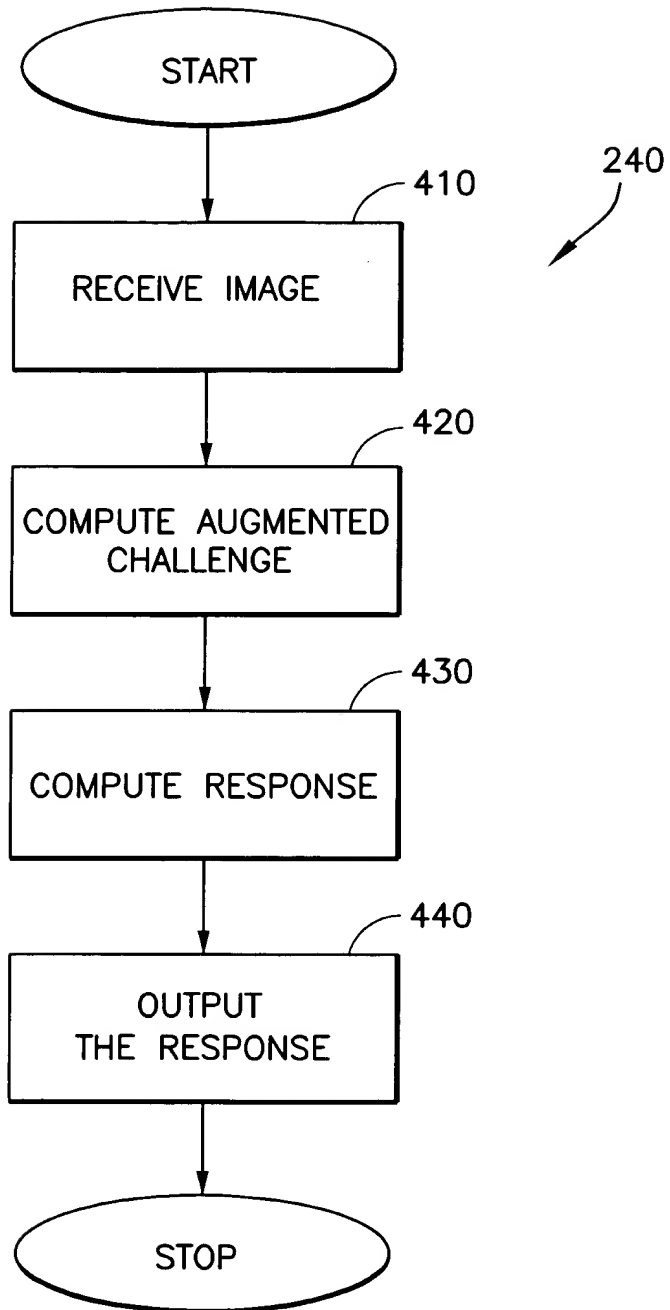 START
240
410
RECEIVE IMAGE
420
COMPUTE AUGMENTED
CHALLENGE
430
COMPUTE RESPONSE
440
OUTPUT
THE RESPONSE
STOP